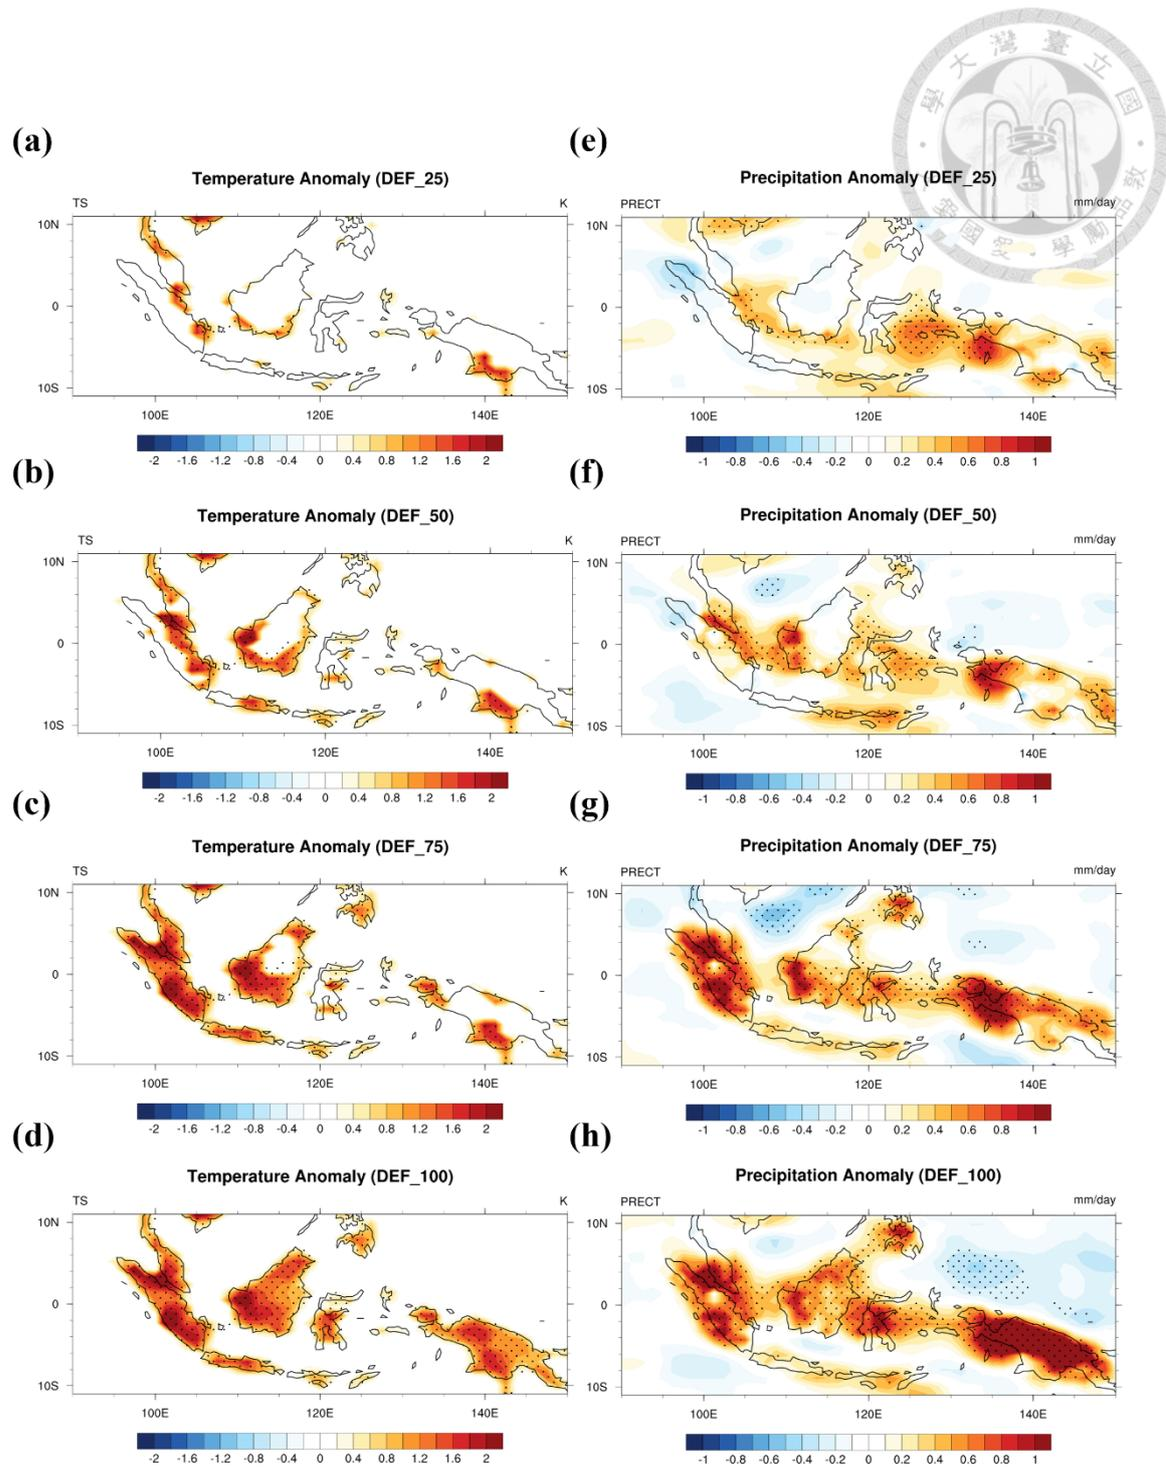 (a)
Temperature Anomaly (DEF_25)
TS K
10N
0
10S
100E 120E 140E
-2 -1.6 -1.2 -0.8 -0.4 0 0.4 0.8 1.2 1.6 2
(b)
Temperature Anomaly (DEF_50)
TS K
10N
0
10S
100E 120E 140E
-2 -1.6 -1.2 -0.8 -0.4 0 0.4 0.8 1.2 1.6 2
(c)
Temperature Anomaly (DEF_75)
TS K
10N
0
10S
100E 120E 140E
-2 -1.6 -1.2 -0.8 -0.4 0 0.4 0.8 1.2 1.6 2
(d)
Temperature Anomaly (DEF_100)
TS K
10N
0
10S
100E 120E 140E
-2 -1.6 -1.2 -0.8 -0.4 0 0.4 0.8 1.2 1.6 2
(e)
Precipitation Anomaly (DEF_25)
PRECT mm/day
10N
0
10S
100E 120E 140E
-1 -0.8 -0.6 -0.4 -0.2 0 0.2 0.4 0.6 0.8 1
(f)
Precipitation Anomaly (DEF_50)
PRECT mm/day
10N
0
10S
100E 120E 140E
-1 -0.8 -0.6 -0.4 -0.2 0 0.2 0.4 0.6 0.8 1
(g)
Precipitation Anomaly (DEF_75)
PRECT mm/day
10N
0
10S
100E 120E 140E
-1 -0.8 -0.6 -0.4 -0.2 0 0.2 0.4 0.6 0.8 1
(h)
Precipitation Anomaly (DEF_100)
PRECT mm/day
10N
0
10S
100E 120E 140E
-1 -0.8 -0.6 -0.4 -0.2 0 0.2 0.4 0.6 0.8 1
學大灣臺立國
國愛 學勵品敦